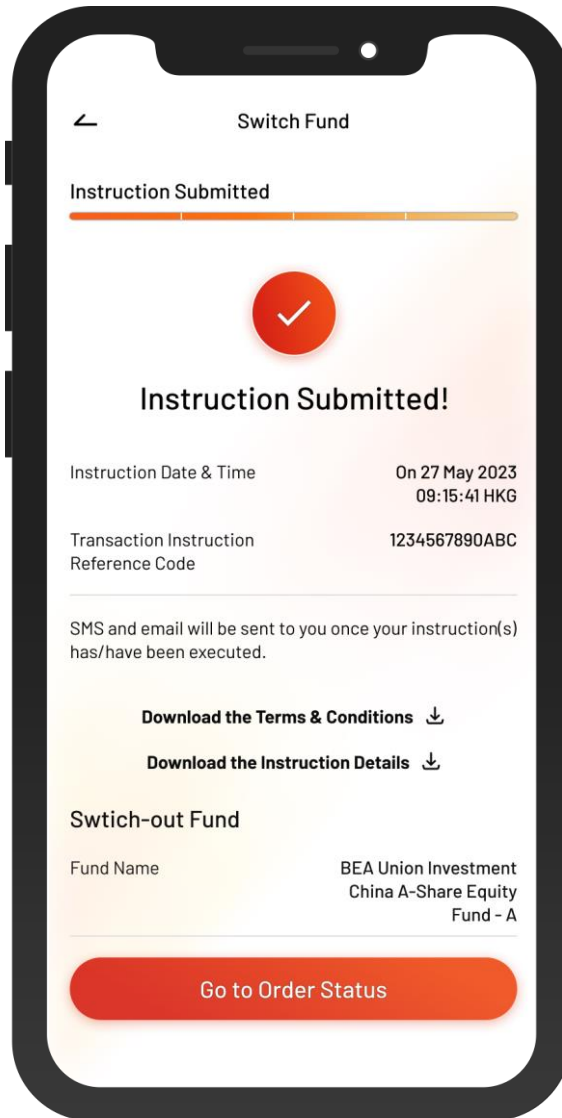 Switch Fund
Instruction Submitted
Instruction Submitted!
Instruction Date & Time
On 27 May 2023
09:15:41 HKG
Transaction Instruction
Reference Code
1234567890ABC
SMS and email will be sent to you once your instruction(s)
has/have been executed.
Download the Terms & Conditions
Download the Instruction Details
Swtich-out Fund
Fund Name
BEA Union Investment
China A-Share Equity
Fund - A
Go to Order Status